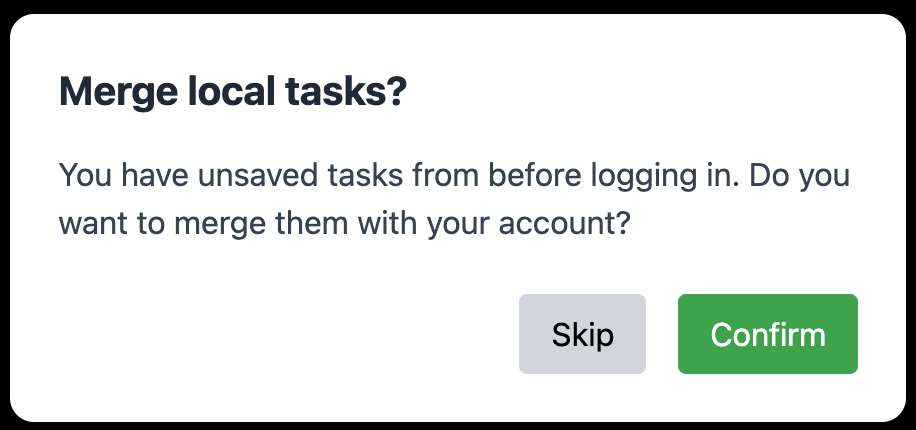 Merge local tasks?
You have unsaved tasks from before logging in. Do you
want to merge them with your account?
Skip
Confirm